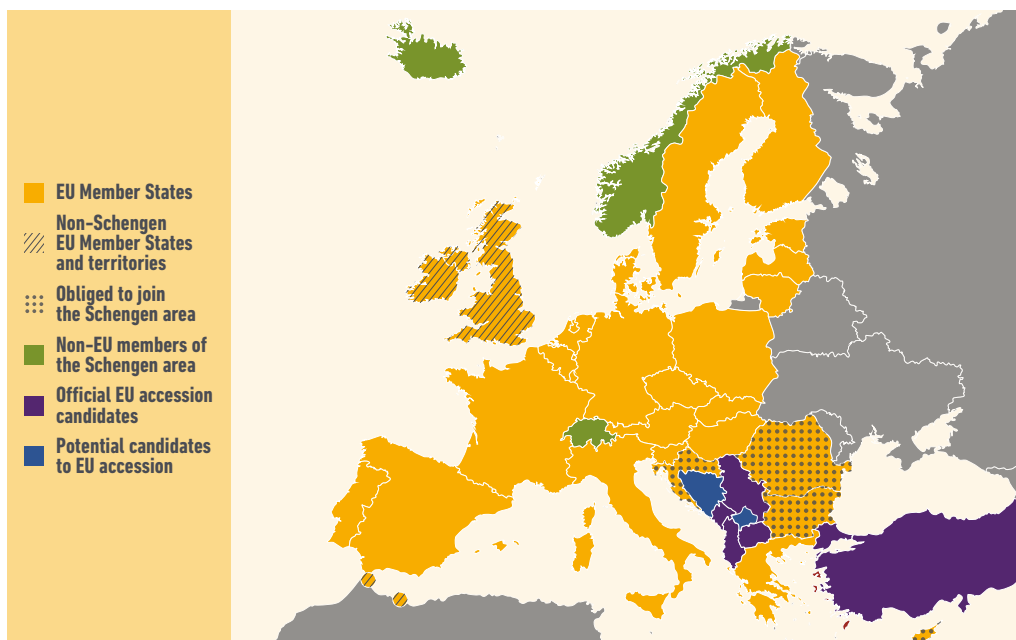 EU Member States
Non-Schengen
EU Member States
and territories
Obliged to join
the Schengen area
Non-EU members of
the Schengen area
Official EU accession
candidates
Potential candidates
to EU accession